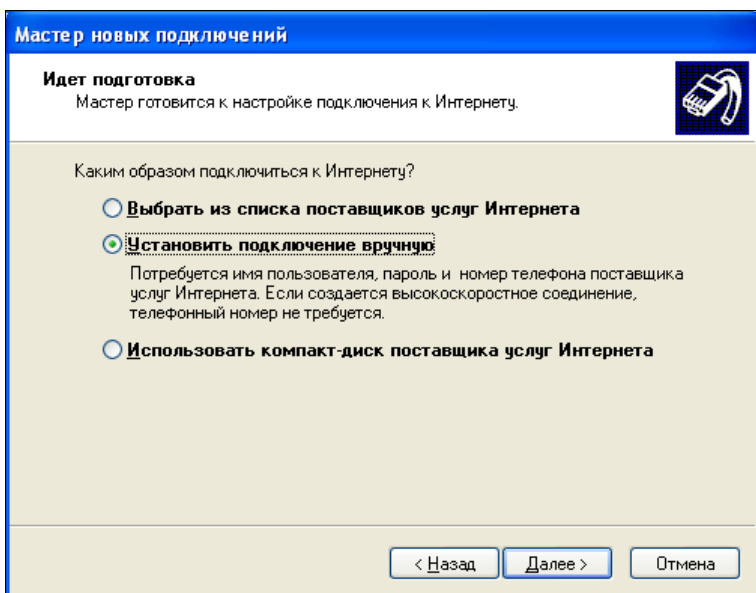 Мастер новых подключений
Идет подготовка
Мастер готовится к настройке подключения к Интернету.
Каким образом подключиться к Интернету?
Выбрать из списка поставщиков услуг Интернета
Установить подключение вручную
Потребуется имя пользователя, пароль и номер телефона поставщика
услуг Интернета. Если создается высокоскоростное соединение,
телефонный номер не требуется.
Использовать компакт-диск поставщика услуг Интернета
< Назад Далее > Отмена